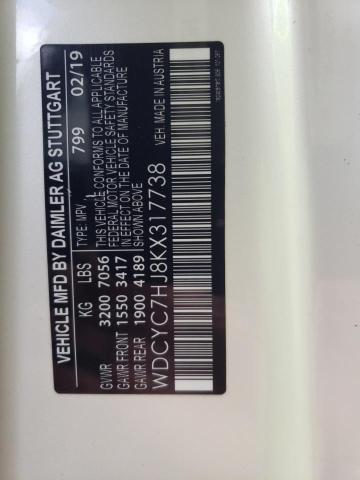 VEHICLE MFD BY DAIMLER AG STUTTGART
799 02/19
KG LBS TYPE: MPV
GVWR 3200 7056
GAWR FRONT 1550 3417
GAWR REAR 1900 4189
THIS VEHICLE CONFORMS TO ALL APPLICABLE
FEDERAL MOTOR VEHICLE SAFETY STANDARDS
IN EFFECT ON THE DATE OF MANUFACTURE
SHOWN ABOVE.
VEH. MADE IN AUSTRIA
WDCYC7HJ8KX317738